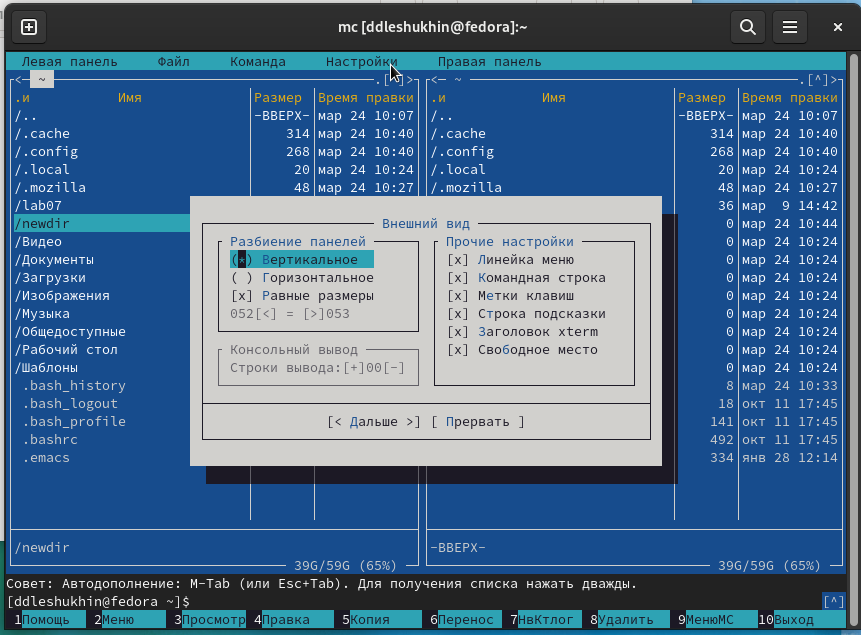 mc [ddleshukhin@fedora]:~
Левая панель Файл Команда Настройки Правая панель
<- ~ .[^]> <- ~ .[^]>
.и Имя Размер Время правки .и Имя Размер Время правки
/.. -ВВЕРХ- мар 24 10:07 /.. -ВВЕРХ- мар 24 10:07
/.cache 314 мар 24 10:40 /.cache 314 мар 24 10:40
/.config 268 мар 24 10:40 /.config 268 мар 24 10:40
/.local 20 мар 24 10:24 /.local 20 мар 24 10:24
/.mozilla 48 мар 24 10:27 /.mozilla 48 мар 24 10:27
/lab07 36 мар 9 14:42
/newdir Внешний вид 0 мар 24 10:44
/Видео Разбиение панелей Прочие настройки 0 мар 24 10:24
/Документы (*) Вертикальное [x] Линейка меню 0 мар 24 10:24
/Загрузки ( ) Горизонтальное [x] Командная строка 0 мар 24 10:24
/Изображения [x] Равные размеры [x] Метки клавиш 0 мар 24 10:24
/Музыка 052[<] = [>]053 [x] Строка подсказки 0 мар 24 10:24
/Общедоступные [x] Заголовок xterm 0 мар 24 10:24
/Рабочий стол Консольный вывод [x] Свободное место 0 мар 24 10:24
/Шаблоны Строки вывода:[+]00[-] 0 мар 24 10:24
.bash_history 8 мар 24 10:33
.bash_logout 18 окт 11 17:45
.bash_profile [< Дальше >] [ Прервать ] 141 окт 11 17:45
.bashrc 492 окт 11 17:45
.emacs 334 янв 28 12:14
/newdir -ВВЕРХ-
39G/59G (65%) 39G/59G (65%)
Совет: Автодополнение: M-Tab (или Esc+Tab). Для получения списка нажать дважды.
[ddleshukhin@fedora ~]$ [^]
1Помощь 2Меню 3Просмотр 4Правка 5Копия 6Перенос 7НвКтлог 8Удалить 9МенюMC 10Выход